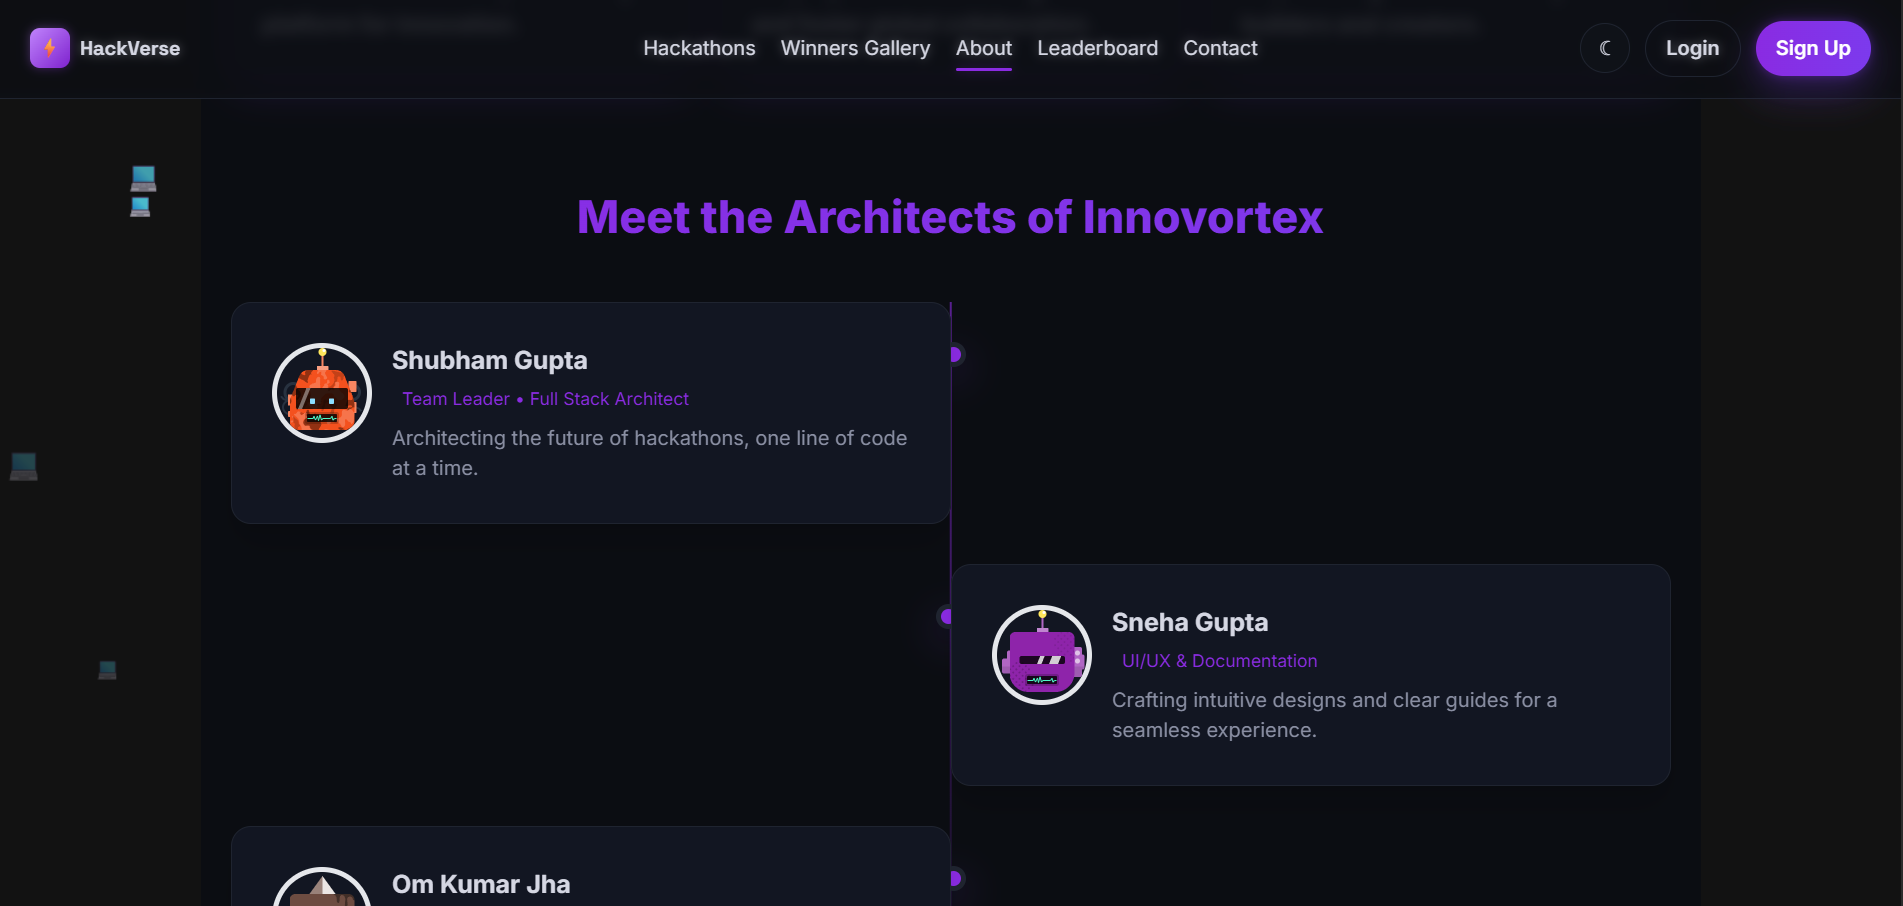 HackVerse
Hackathons
Winners Gallery
About
Leaderboard
Contact
Login
Sign Up
Meet the Architects of Innovortex
Shubham Gupta
Team Leader • Full Stack Architect
Architecting the future of hackathons, one line of code
at a time.
Sneha Gupta
UI/UX & Documentation
Crafting intuitive designs and clear guides for a
seamless experience.
Om Kumar Jha